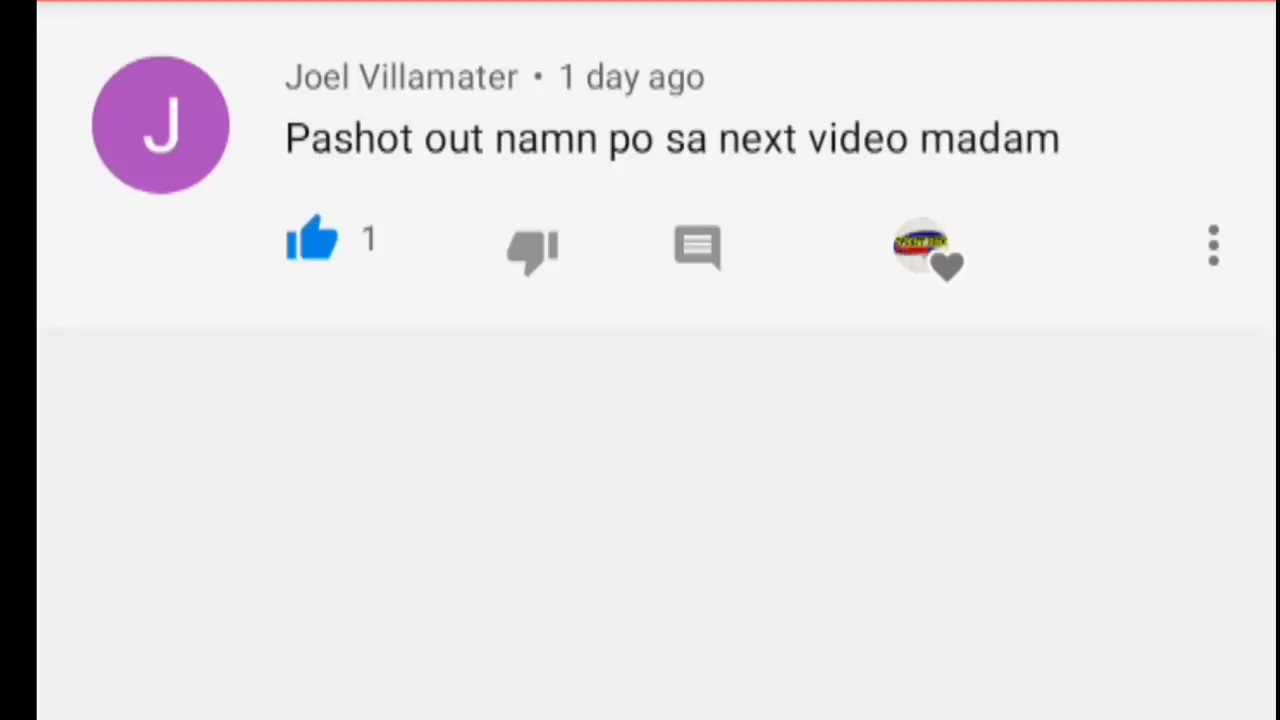 J
Joel Villamater • 1 day ago
Pashot out namn po sa next video madam
1